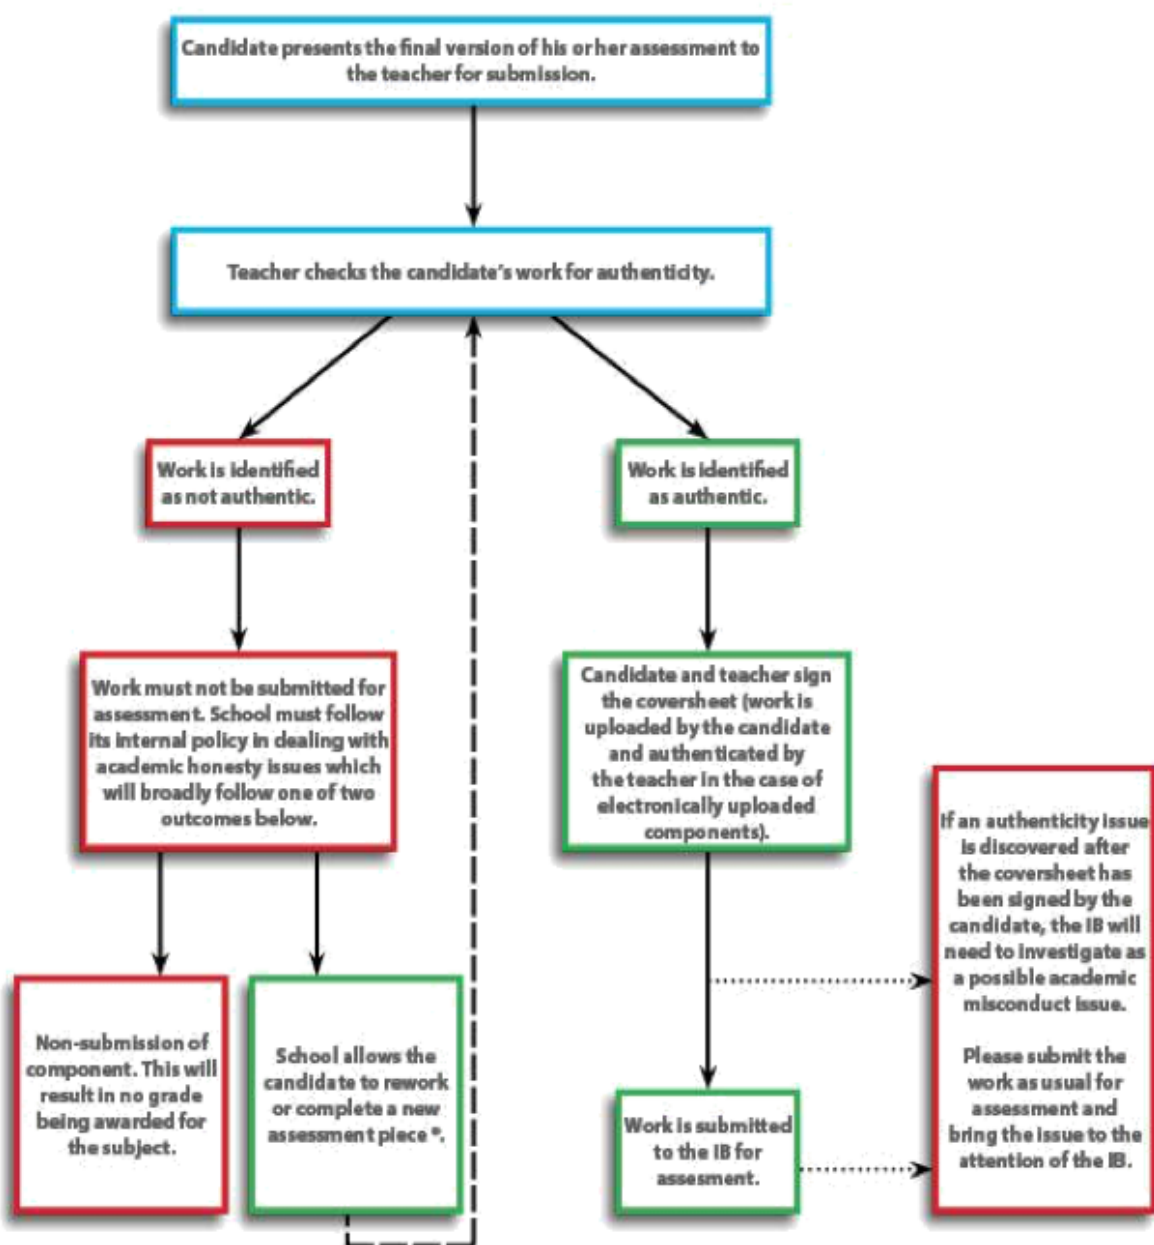 Candidate presents the final version of his or her assessment to
the teacher for submission.
Teacher checks the candidate's work for authenticity.
Work is identified
as not authentic.
Work is identified
as authentic.
Work must not be submitted for
assessment. School must follow
its internal policy in dealing with
academic honesty issues which
will broadly follow one of two
outcomes below.
Candidate and teacher sign
the coversheet (work is
uploaded by the candidate
and authenticated by
the teacher in the case of
electronically uploaded
components).
If an authenticity issue
is discovered after
the coversheet has
been signed by the
candidate, the IB will
need to investigate as
a possible academic
misconduct issue.
Please submit the
work as usual for
assessment and
bring the issue to the
attention of the IB.
Non-submission of
component. This will
result in no grade
being awarded for
the subject.
School allows the
candidate to rework
or complete a new
assessment piece *.
Work is submitted
to the IB for
assesment.